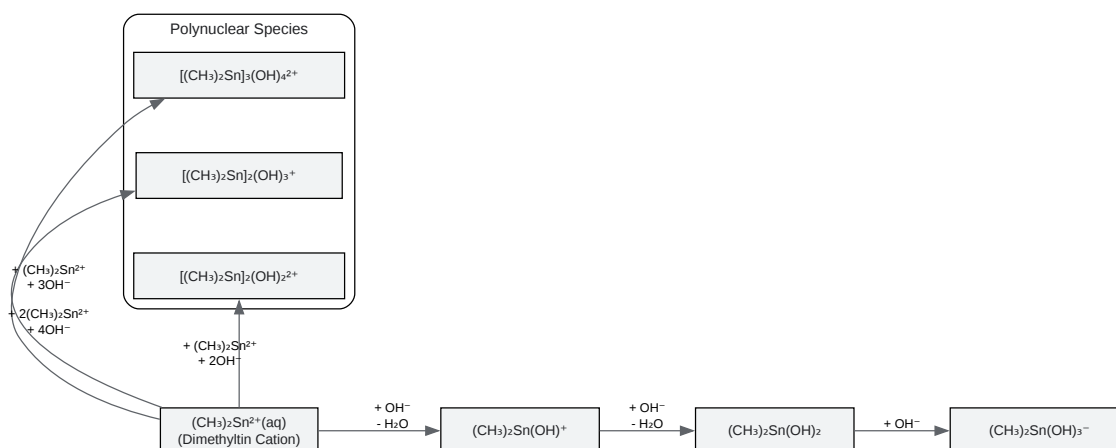 Polynuclear Species
[(CH₃)₂Sn]₃(OH)₄²⁺
[(CH₃)₂Sn]₂(OH)₃⁺
[(CH₃)₂Sn]₂(OH)₂²⁺
+ (CH₃)₂Sn²⁺
+ 3OH⁻
+ 2(CH₃)₂Sn²⁺
+ 4OH⁻
+ (CH₃)₂Sn²⁺
+ 2OH⁻
(CH₃)₂Sn²⁺(aq)
(Dimethyltin Cation)
+ OH⁻
- H₂O
(CH₃)₂Sn(OH)⁺
+ OH⁻
- H₂O
(CH₃)₂Sn(OH)₂
+ OH⁻
(CH₃)₂Sn(OH)₃⁻